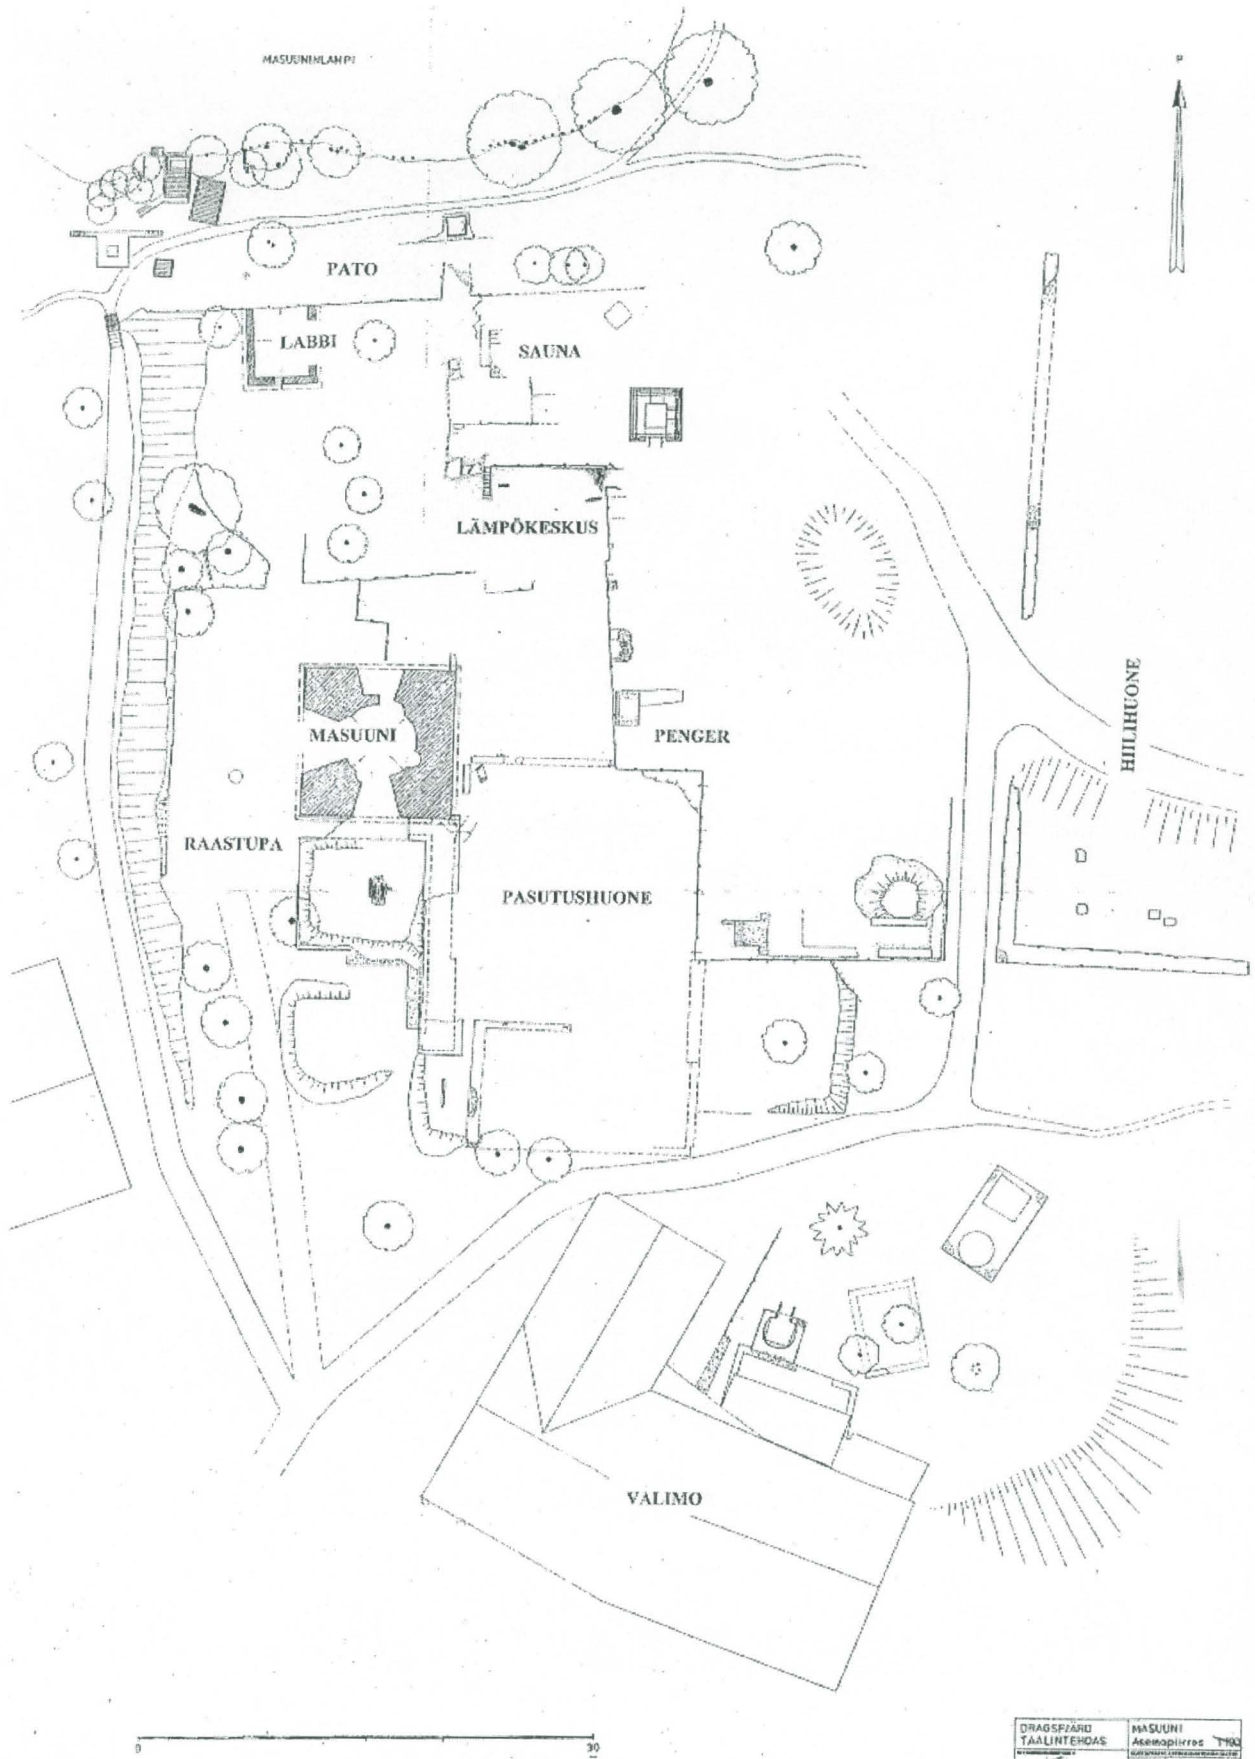 MASUUNINLAMPI
P
PATO
LABBI
SAUNA
LÄMPÖKESKUS
MASUUNI
PENGER
HIILIHUONE
RAASTUPA
PASUTUSHUONE
VALIMO
0
30
DRAGSFJÄRD
TAALINTEHDAS
MASUUNI
Asemapiirros